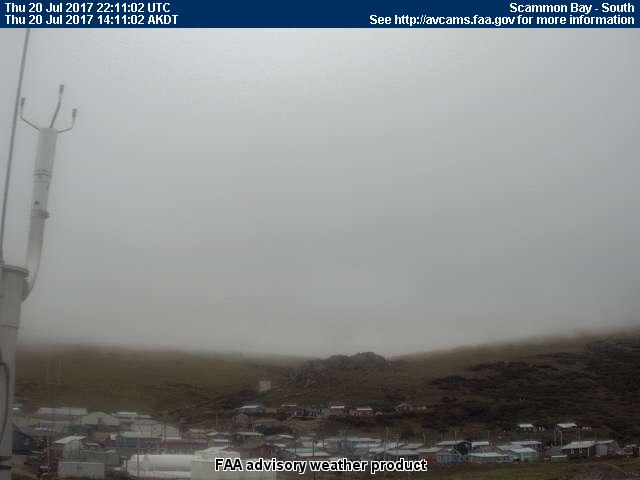 Thu 20 Jul 2017 22:11:02 UTC
Scammon Bay - South
Thu 20 Jul 2017 14:11:02 AKDT
See http://avcams.faa.gov for more information
FAA advisory weather product